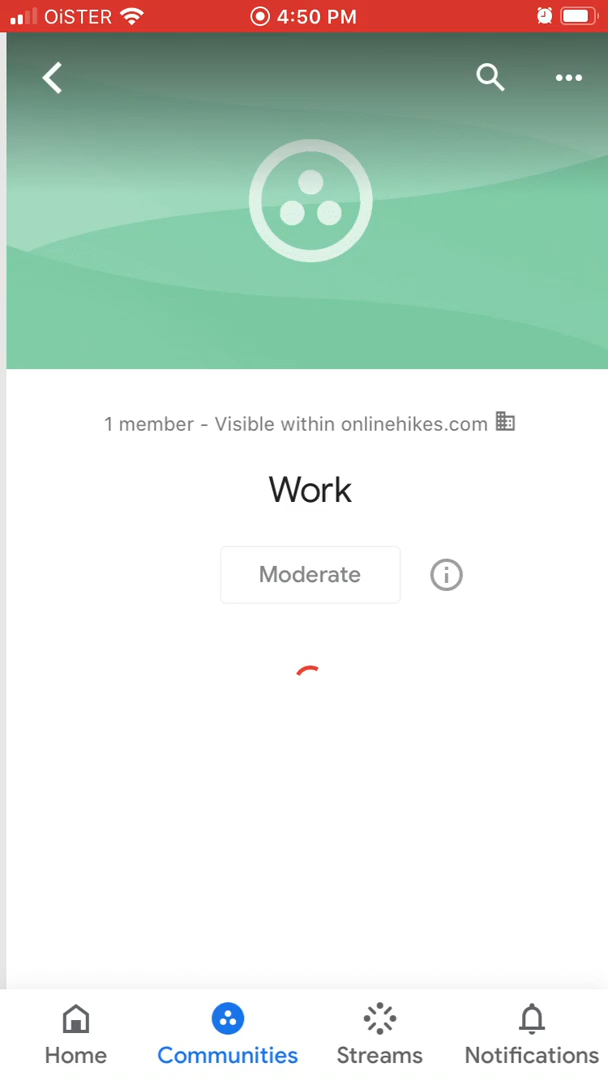 OiSTER 4:50 PM
1 member - Visible within onlinehikes.com
Work
Moderate
Home Communities Streams Notifications